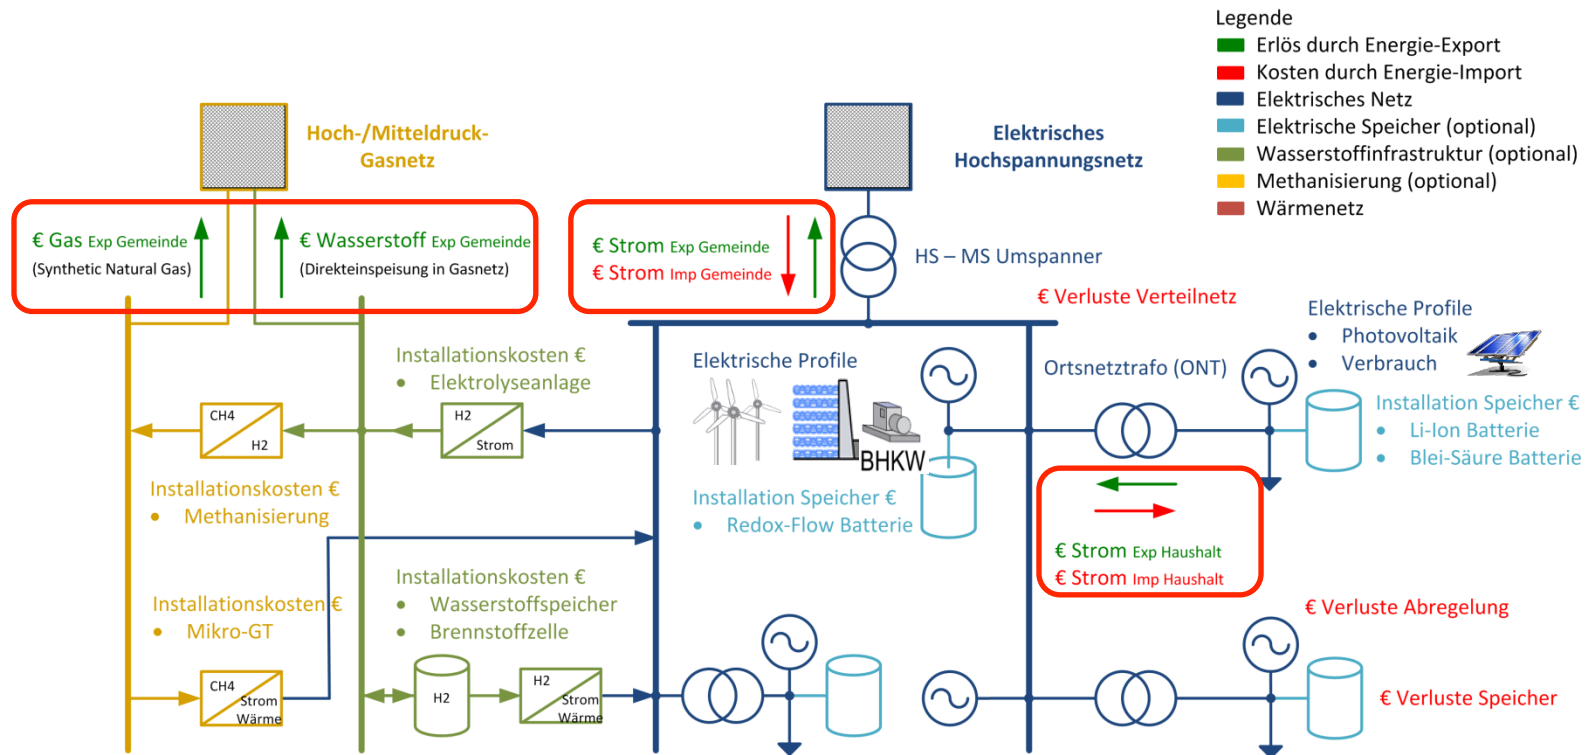 Legende
Erlös durch Energie-Export
Kosten durch Energie-Import
Elektrisches Netz
Elektrische Speicher (optional)
Wasserstoffinfrastruktur (optional)
Methanisierung (optional)
Wärmenetz
Hoch-/Mitteldruck-
Gasnetz
Elektrisches
Hochspannungsnetz
€ Gas Exp Gemeinde
(Synthetic Natural Gas)
€ Wasserstoff Exp Gemeinde
(Direkteinspeisung in Gasnetz)
€ Strom Exp Gemeinde
€ Strom Imp Gemeinde
HS – MS Umspanner
€ Verluste Verteilnetz
Elektrische Profile
• Photovoltaik
• Verbrauch
Installationskosten €
• Elektrolyseanlage
Elektrische Profile
Ortsnetztrafo (ONT)
Installation Speicher €
• Li-Ion Batterie
• Blei-Säure Batterie
CH4
H2
H2
Strom
BHKW
Installationskosten €
• Methanisierung
Installation Speicher €
• Redox-Flow Batterie
€ Strom Exp Haushalt
€ Strom Imp Haushalt
Installationskosten €
• Mikro-GT
Installationskosten €
• Wasserstoffspeicher
• Brennstoffzelle
€ Verluste Abregelung
CH4
Strom
Wärme
H2
H2
Strom
Wärme
€ Verluste Speicher